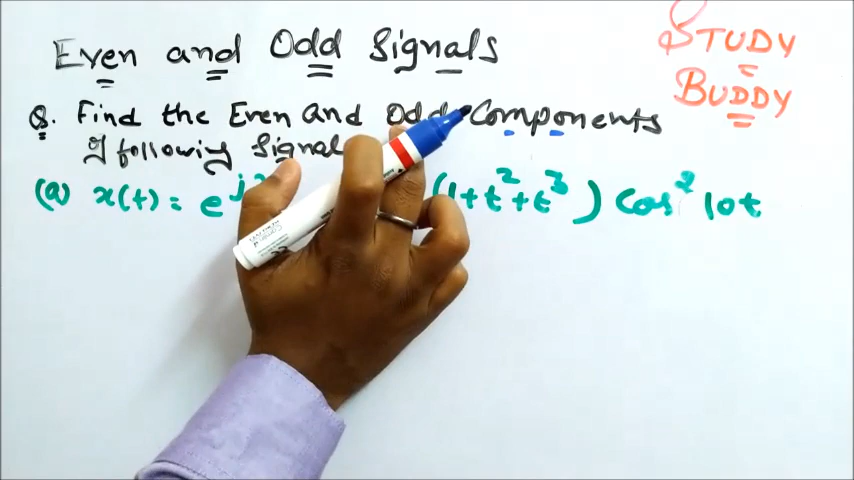 Even and Odd Signals
STUDY
BUDDY
Q. Find the Even and Odd Components
of following Signal
(a) x(t) = e^j (1+t²+t³) Cos² 10t